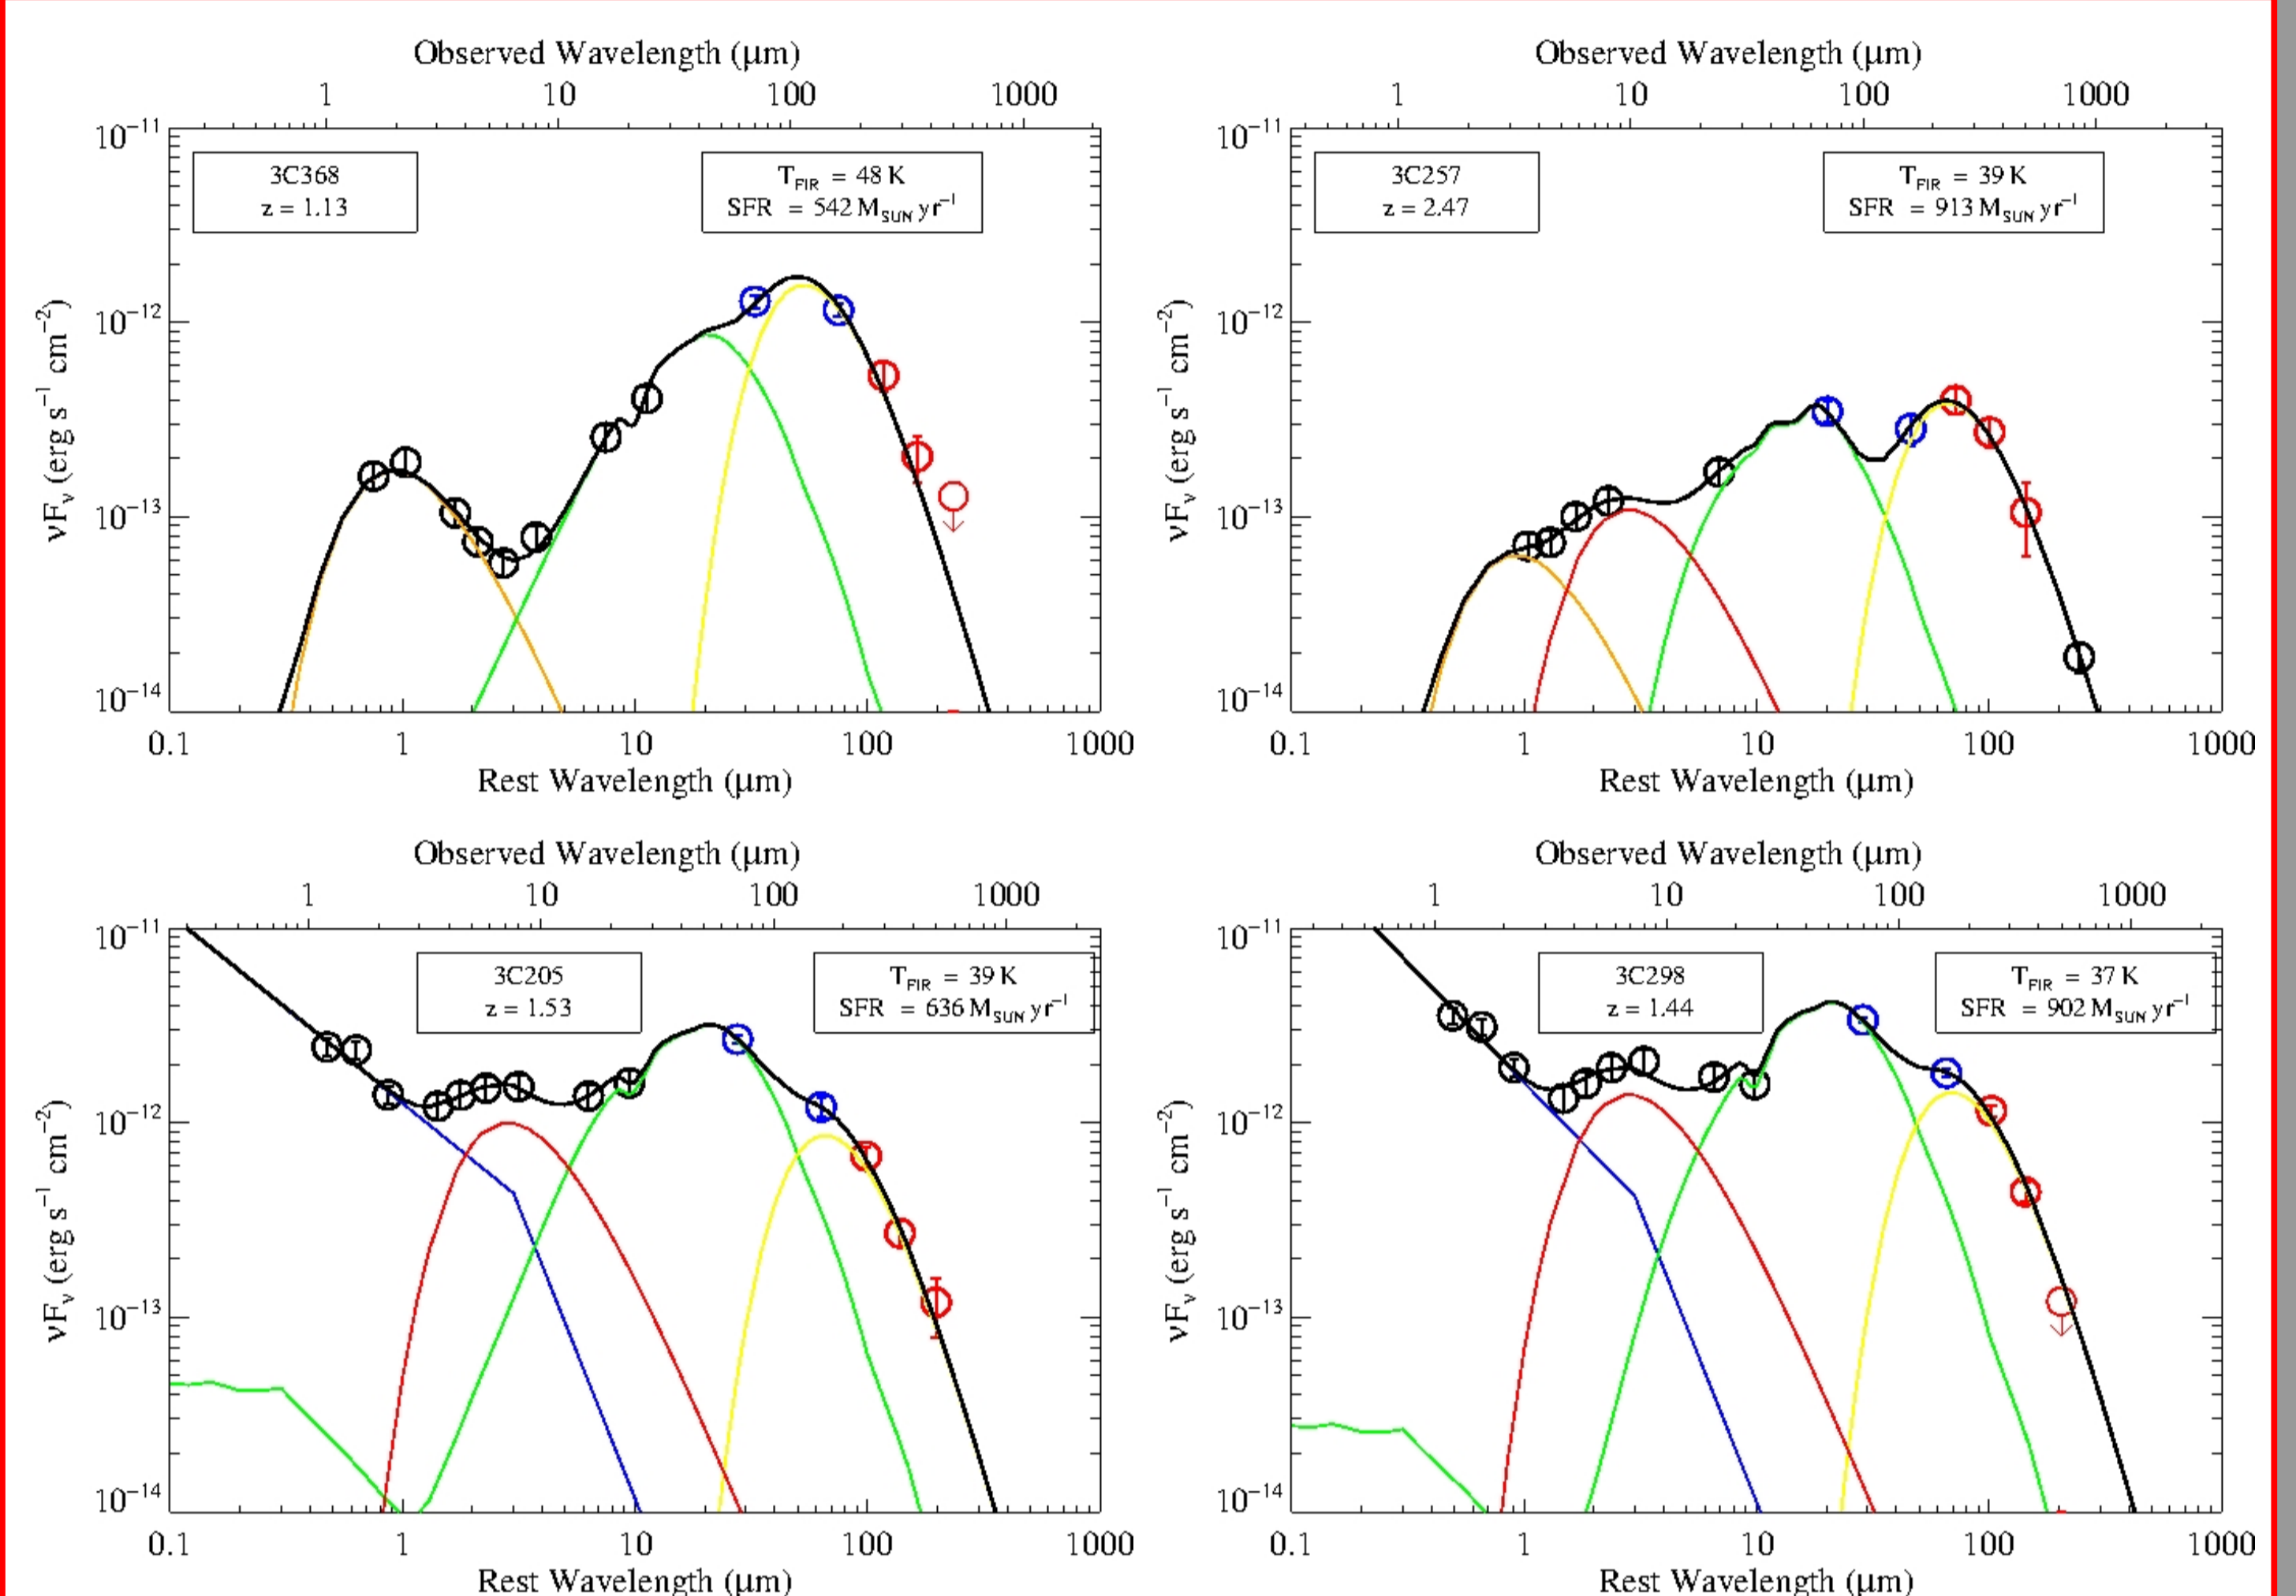 Observed Wavelength (μm)
1 10 100 1000
10⁻¹¹
3C368
z = 1.13
T_FIR = 48 K
SFR = 542 M_SUN yr⁻¹
10⁻¹²
10⁻¹³
10⁻¹⁴
νF_ν (erg s⁻¹ cm⁻²)
0.1 1 10 100 1000
Rest Wavelength (μm)
Observed Wavelength (μm)
1 10 100 1000
10⁻¹¹
3C257
z = 2.47
T_FIR = 39 K
SFR = 913 M_SUN yr⁻¹
10⁻¹²
10⁻¹³
10⁻¹⁴
νF_ν (erg s⁻¹ cm⁻²)
0.1 1 10 100 1000
Rest Wavelength (μm)
Observed Wavelength (μm)
1 10 100 1000
10⁻¹¹
3C205
z = 1.53
T_FIR = 39 K
SFR = 636 M_SUN yr⁻¹
10⁻¹²
10⁻¹³
10⁻¹⁴
νF_ν (erg s⁻¹ cm⁻²)
0.1 1 10 100 1000
Rest Wavelength (μm)
Observed Wavelength (μm)
1 10 100 1000
10⁻¹¹
3C298
z = 1.44
T_FIR = 37 K
SFR = 902 M_SUN yr⁻¹
10⁻¹²
10⁻¹³
10⁻¹⁴
νF_ν (erg s⁻¹ cm⁻²)
0.1 1 10 100 1000
Rest Wavelength (μm)